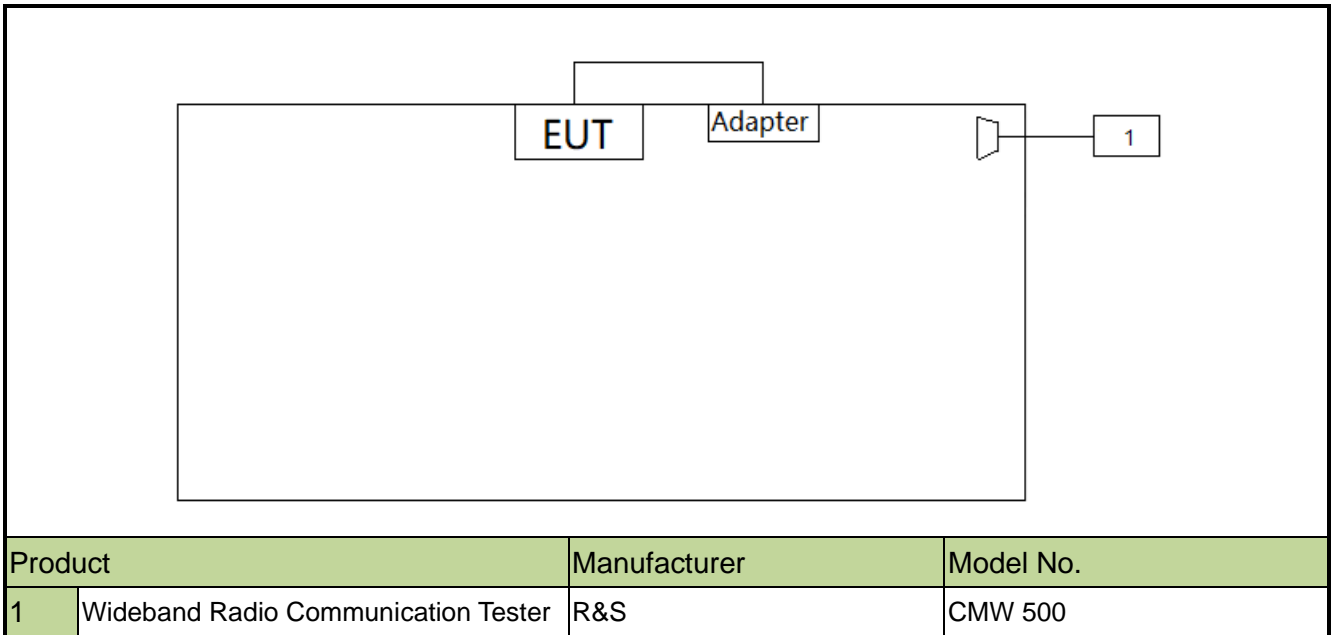 EUT
Adapter
1
Product Manufacturer Model No.
1 Wideband Radio Communication Tester R&S CMW 500